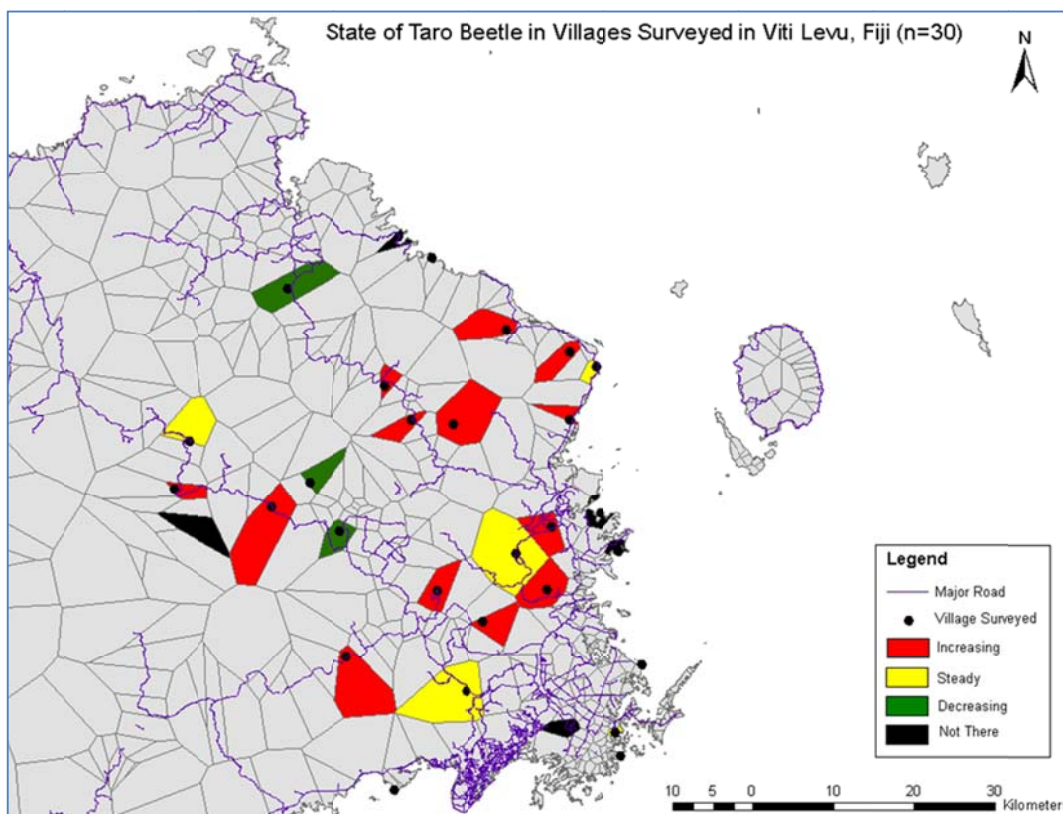 State of Taro Beetle in Villages Surveyed in Viti Levu, Fiji (n=30)
N
Legend
Major Road
Village Surveyed
Increasing
Steady
Decreasing
Not There
10 5 0 10 20 30
Kilometer